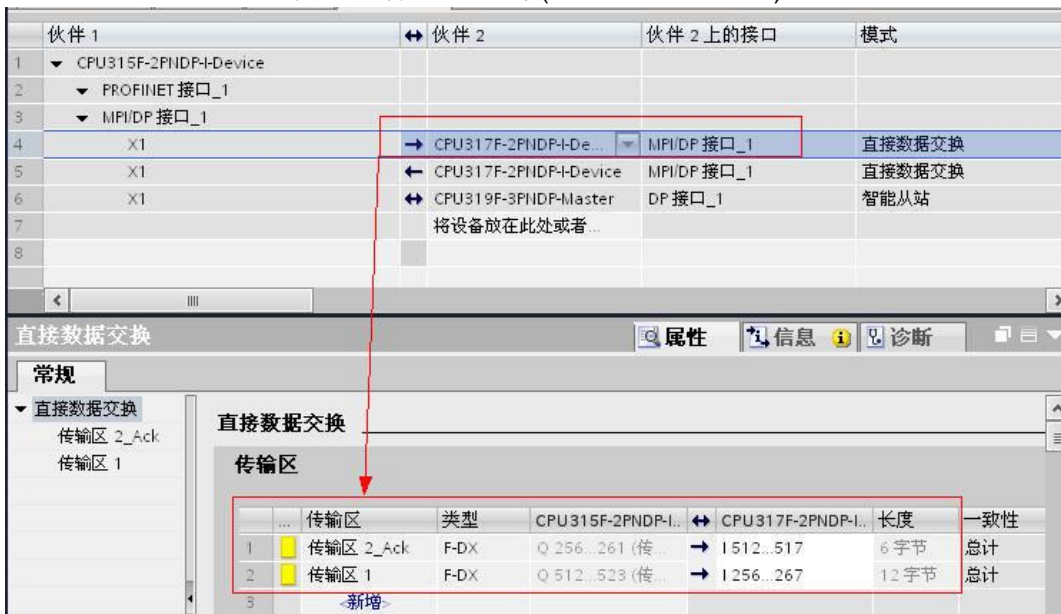 伙伴 1 ↔ 伙伴 2 伙伴 2 上的接口 模式
1 CPU315F-2PNDP-I-Device
2 PROFINET 接口_1
3 MPI/DP 接口_1
4 X1 → CPU317F-2PNDP-I-De... MPI/DP 接口_1 直接数据交换
5 X1 ← CPU317F-2PNDP-I-Device MPI/DP 接口_1 直接数据交换
6 X1 ↔ CPU319F-3PNDP-Master DP 接口_1 智能从站
7 将设备放在此处或者...
8
直接数据交换 属性 信息 诊断
常规
直接数据交换
传输区 2_Ack
传输区 1
直接数据交换
传输区
... 传输区 类型 CPU315F-2PNDP-I.. ↔ CPU317F-2PNDP-I.. 长度 一致性
1 传输区 2_Ack F-DX Q 256...261 (传... → I 512...517 6 字节 总计
2 传输区 1 F-DX Q 512...523 (传... → I 256...267 12 字节 总计
3 <新增>